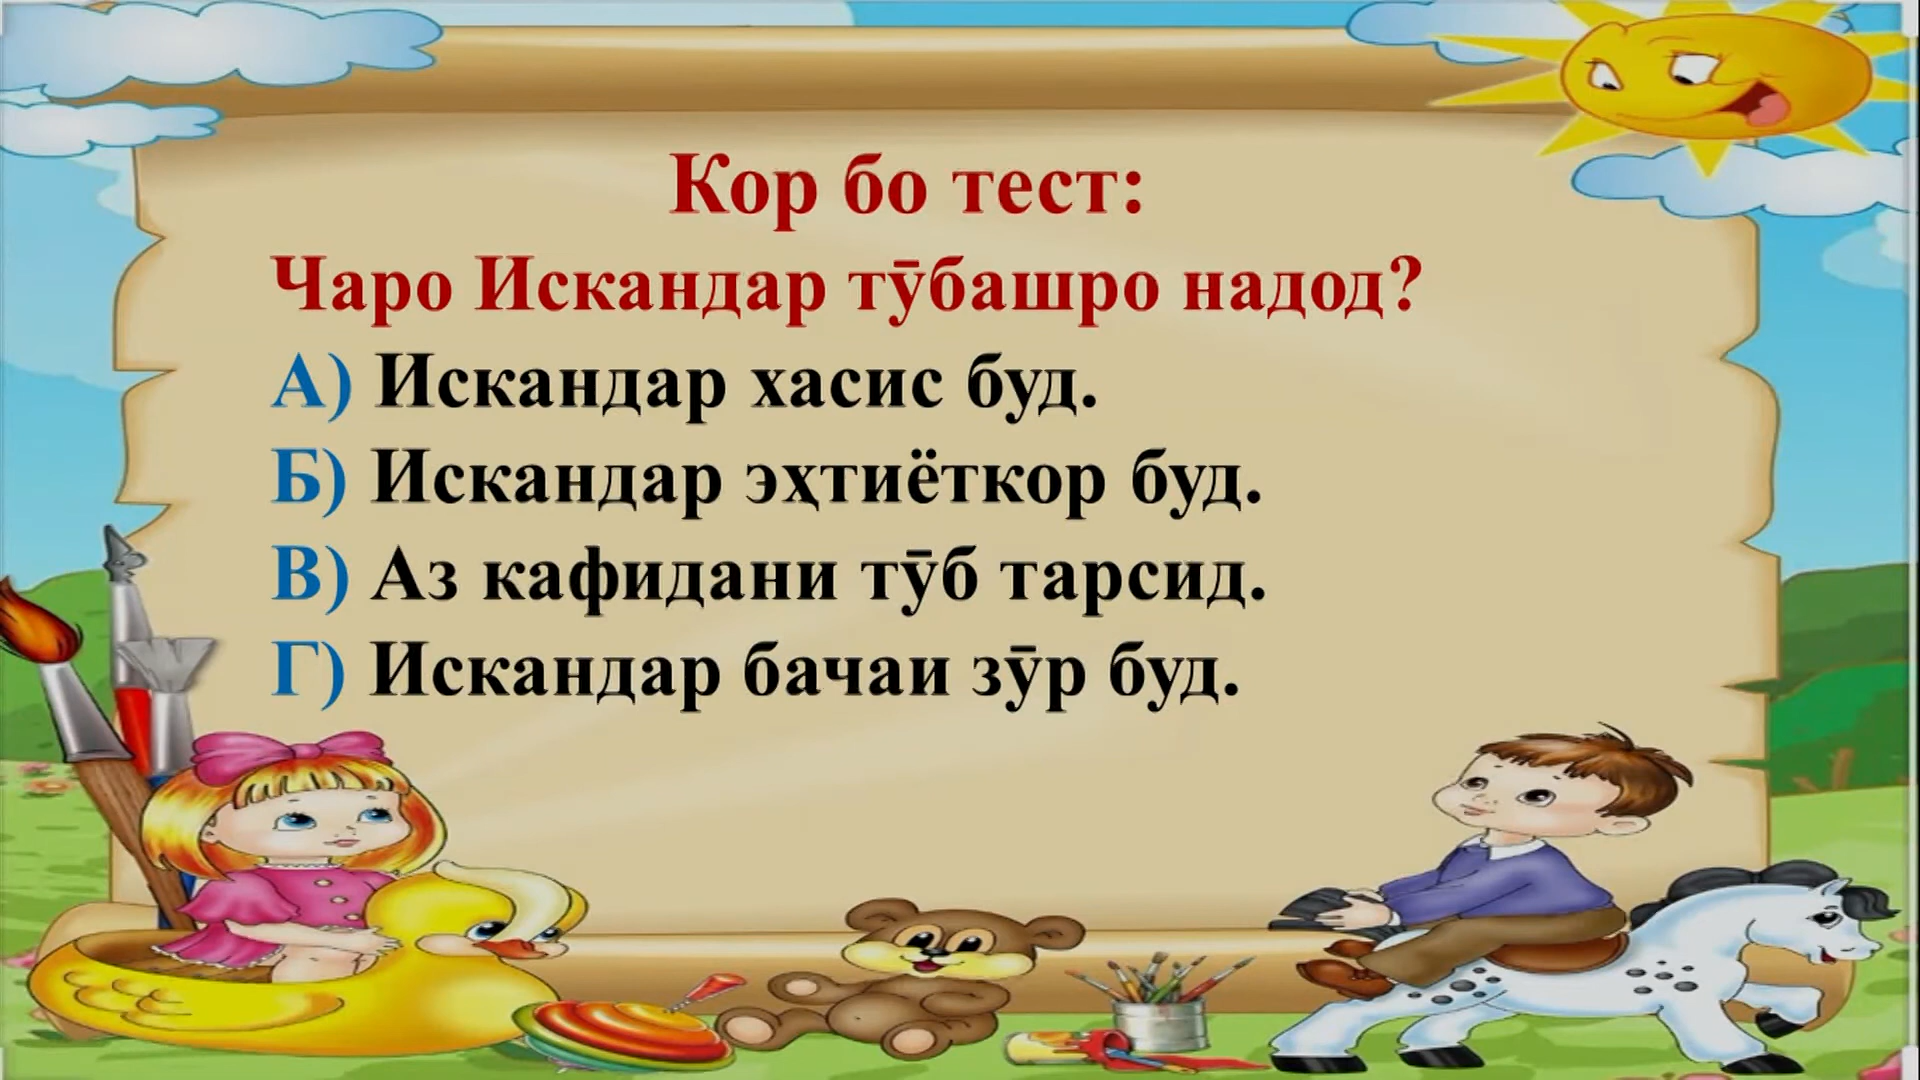 Кор бо тест:
Чаро Искандар тӯбашро надод?
А) Искандар хасис буд.
Б) Искандар эҳтиёткор буд.
В) Аз кафидани тӯб тарсид.
Г) Искандар бачаи зӯр буд.